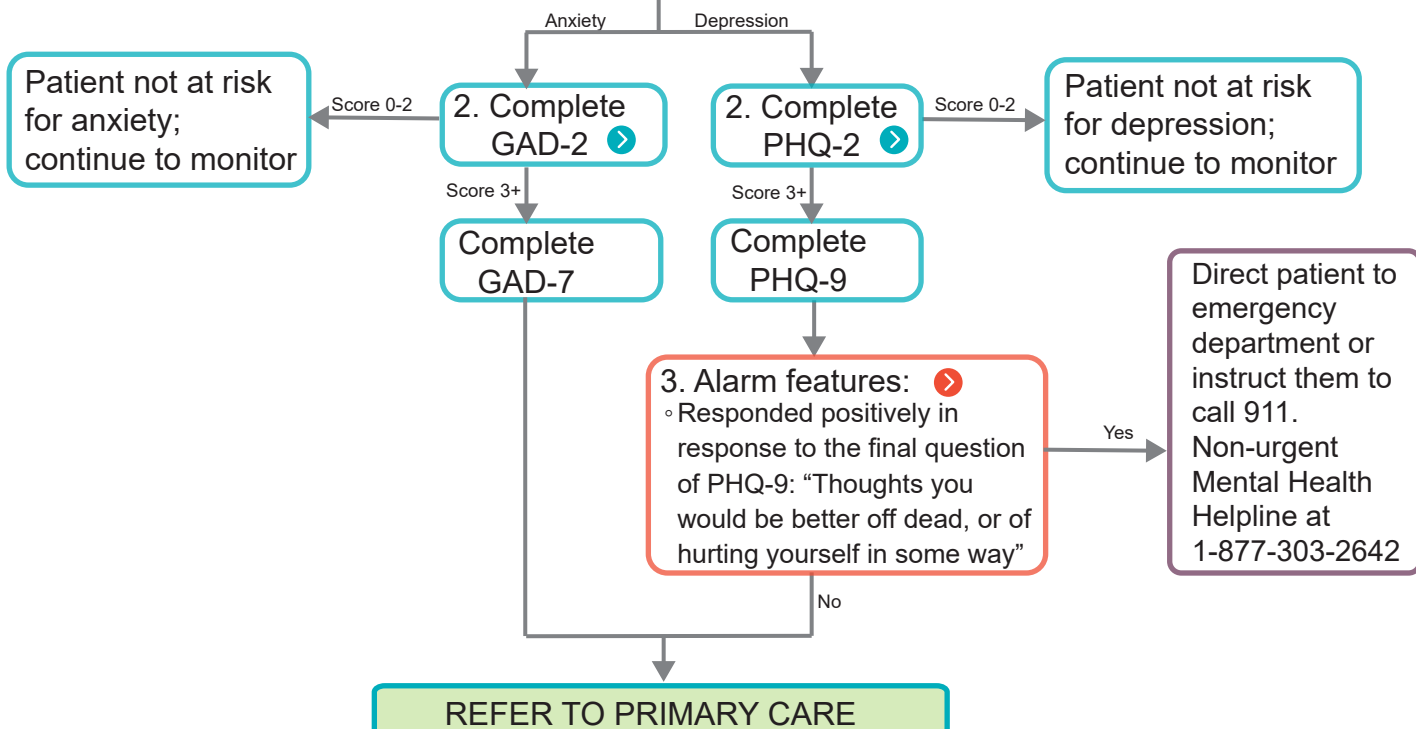 Anxiety
Depression
Patient not at risk
for anxiety;
continue to monitor
Score 0-2
2. Complete
GAD-2
2. Complete
PHQ-2
Score 0-2
Patient not at risk
for depression;
continue to monitor
Score 3+
Score 3+
Complete
GAD-7
Complete
PHQ-9
3. Alarm features:
◦Responded positively in
response to the final question
of PHQ-9: “Thoughts you
would be better off dead, or of
hurting yourself in some way”
Yes
Direct patient to
emergency
department or
instruct them to
call 911.
Non-urgent
Mental Health
Helpline at
1-877-303-2642
No
REFER TO PRIMARY CARE